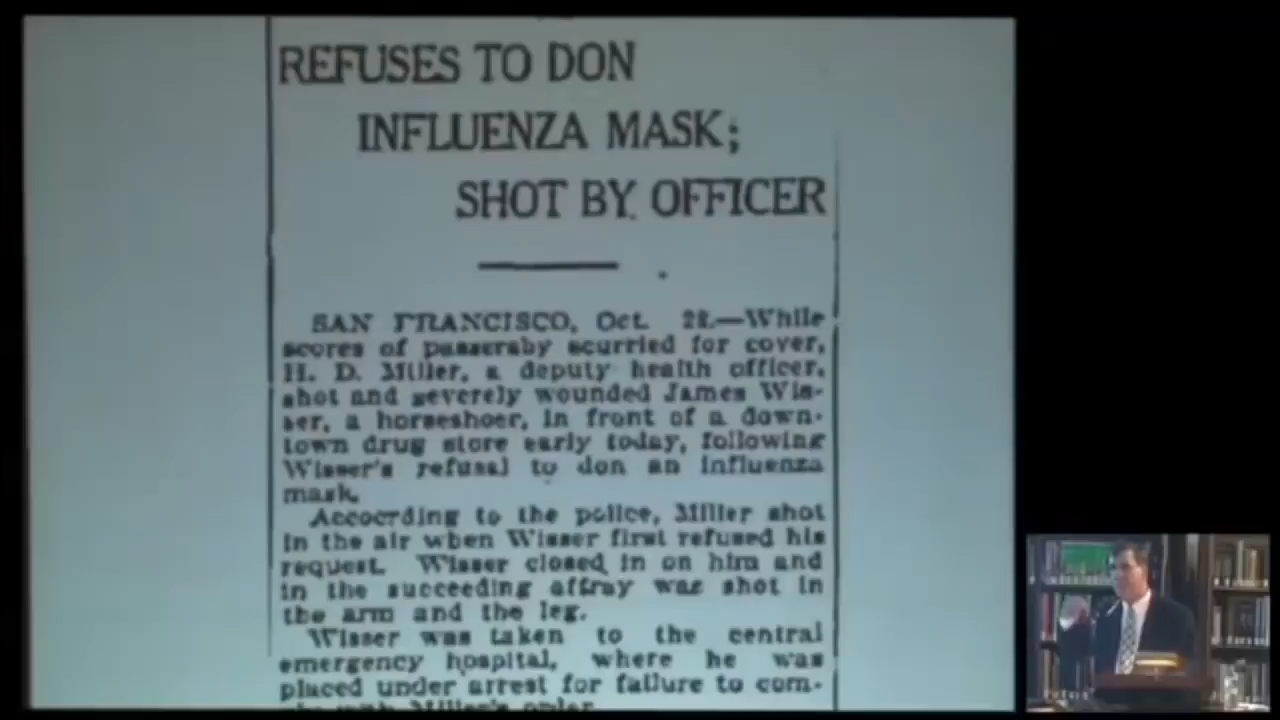 REFUSES TO DON
INFLUENZA MASK;
SHOT BY OFFICER
SAN FRANCISCO, Oct. 28.—While
scores of passersby scurried for cover,
H. D. Miller, a deputy health officer,
shot and severely wounded James Wis-
ser, a horseshoer, in front of a down-
town drug store early today, following
Wisser's refusal to don an influenza
mask.
According to the police, Miller shot
in the air when Wisser first refused his
request. Wisser closed in on him and
in the succeeding affray was shot in
the arm and the leg.
Wisser was taken to the central
emergency hospital, where he was
placed under arrest for failure to com-
with Miller's order